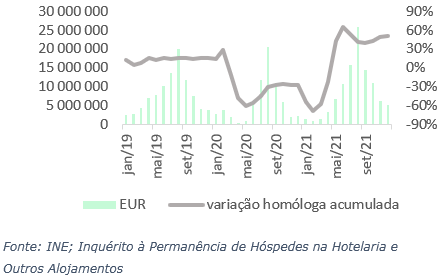 30 000 000
25 000 000
20 000 000
15 000 000
10 000 000
5 000 000
0
90%
60%
30%
0%
-30%
-60%
-90%
jan/19
mai/19
set/19
jan/20
mai/20
set/20
jan/21
mai/21
set/21
EUR
variação homóloga acumulada
Fonte: INE; Inquérito à Permanência de Hóspedes na Hotelaria e
Outros Alojamentos